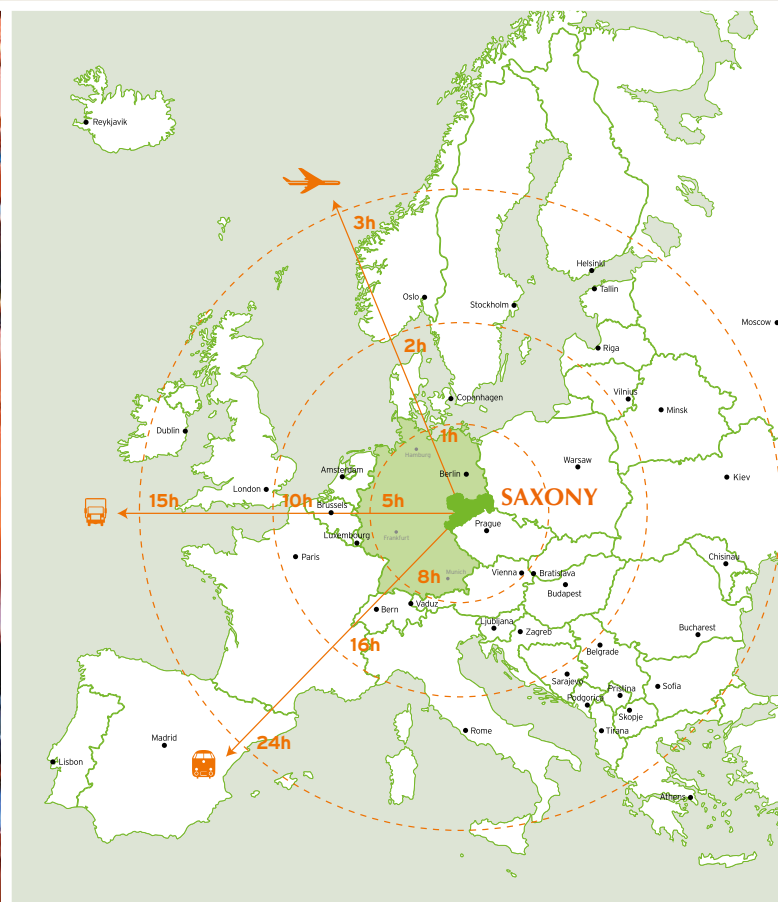 Reykjavik
3h
Helsinki
Tallin
Oslo
Stockholm
Moscow
2h
Riga
Vilnius
Copenhagen
Minsk
Dublin
1h
Hamburg
Warsaw
Amsterdam
Berlin
Kiev
London
15h
10h
5h
SAXONY
Brussels
Prague
Luxembourg
Frankfurt
Paris
Chisinau
8h
Munich
Vienna
Bratislava
Budapest
Bern
Vaduz
Ljubljana
Zagreb
Bucharest
16h
Belgrade
Sarajevo
Pristina
Sofia
Podgorica
Skopje
Rome
Tirana
Madrid
24h
Lisbon
Athens